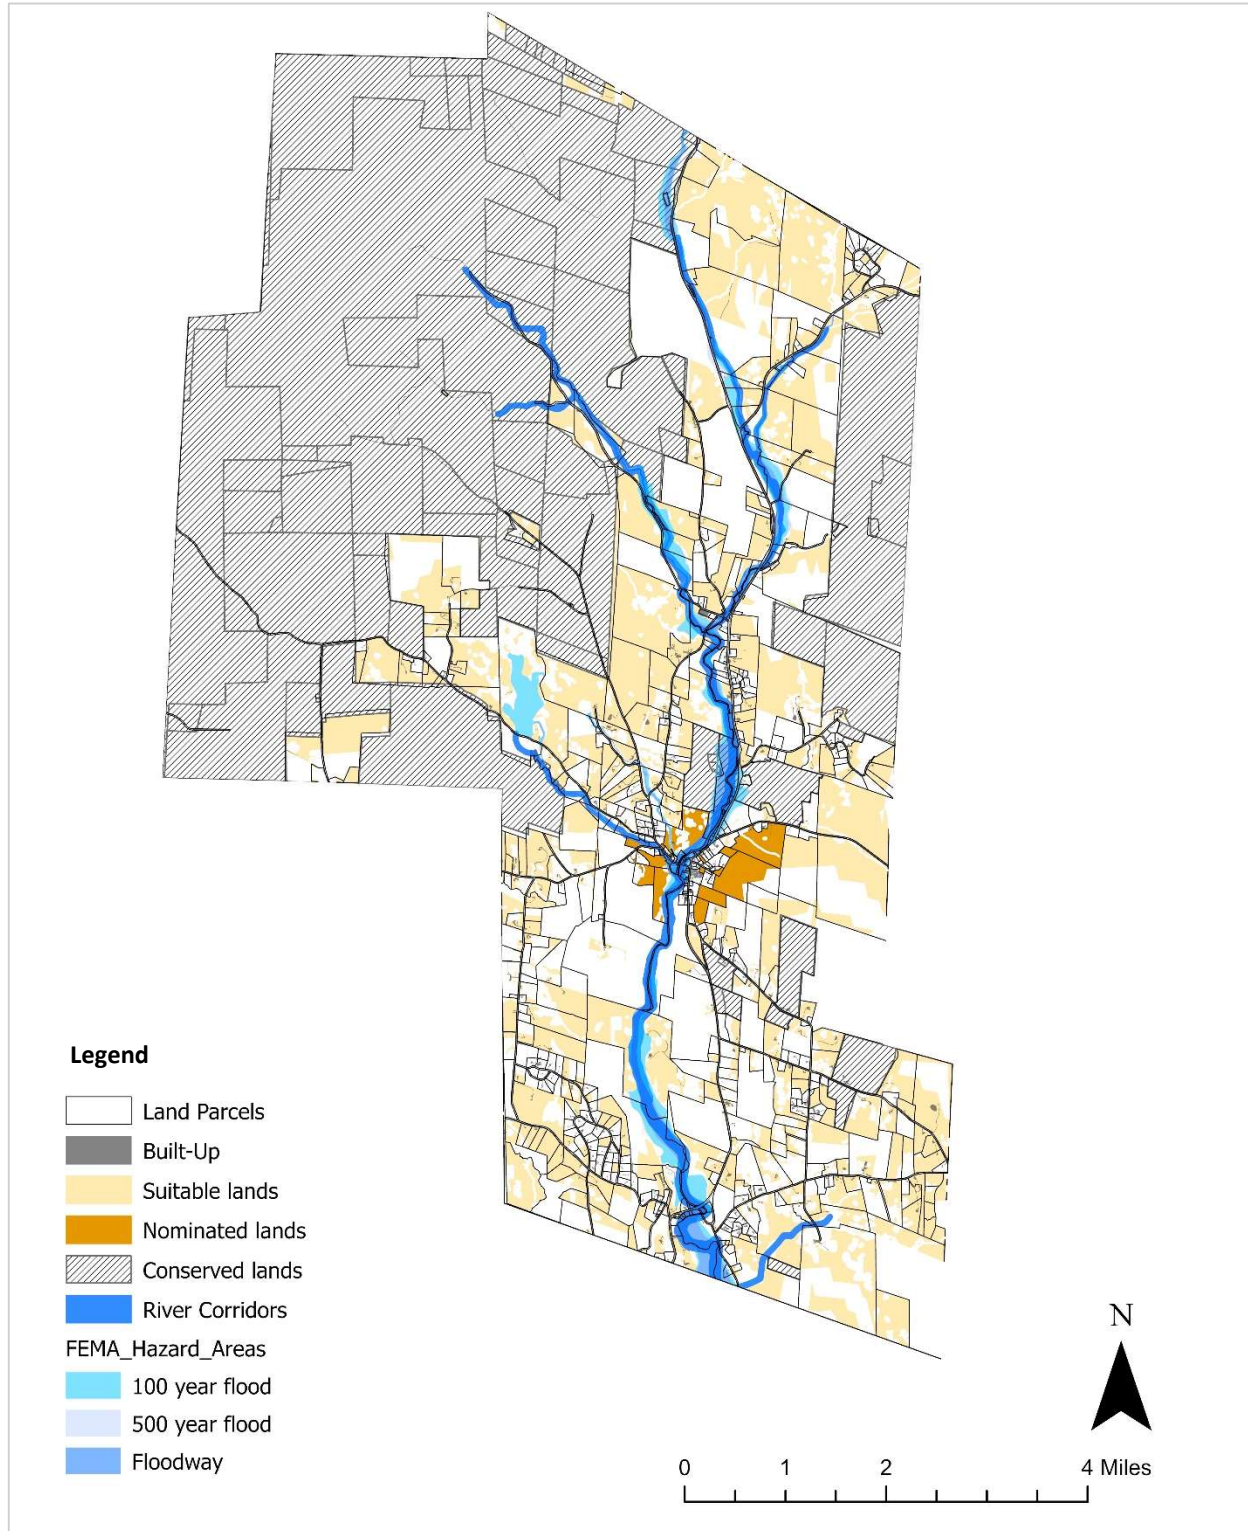 Legend
Land Parcels
Built-Up
Suitable lands
Nominated lands
Conserved lands
River Corridors
FEMA_Hazard_Areas
100 year flood
500 year flood
Floodway
N
0 1 2 4 Miles